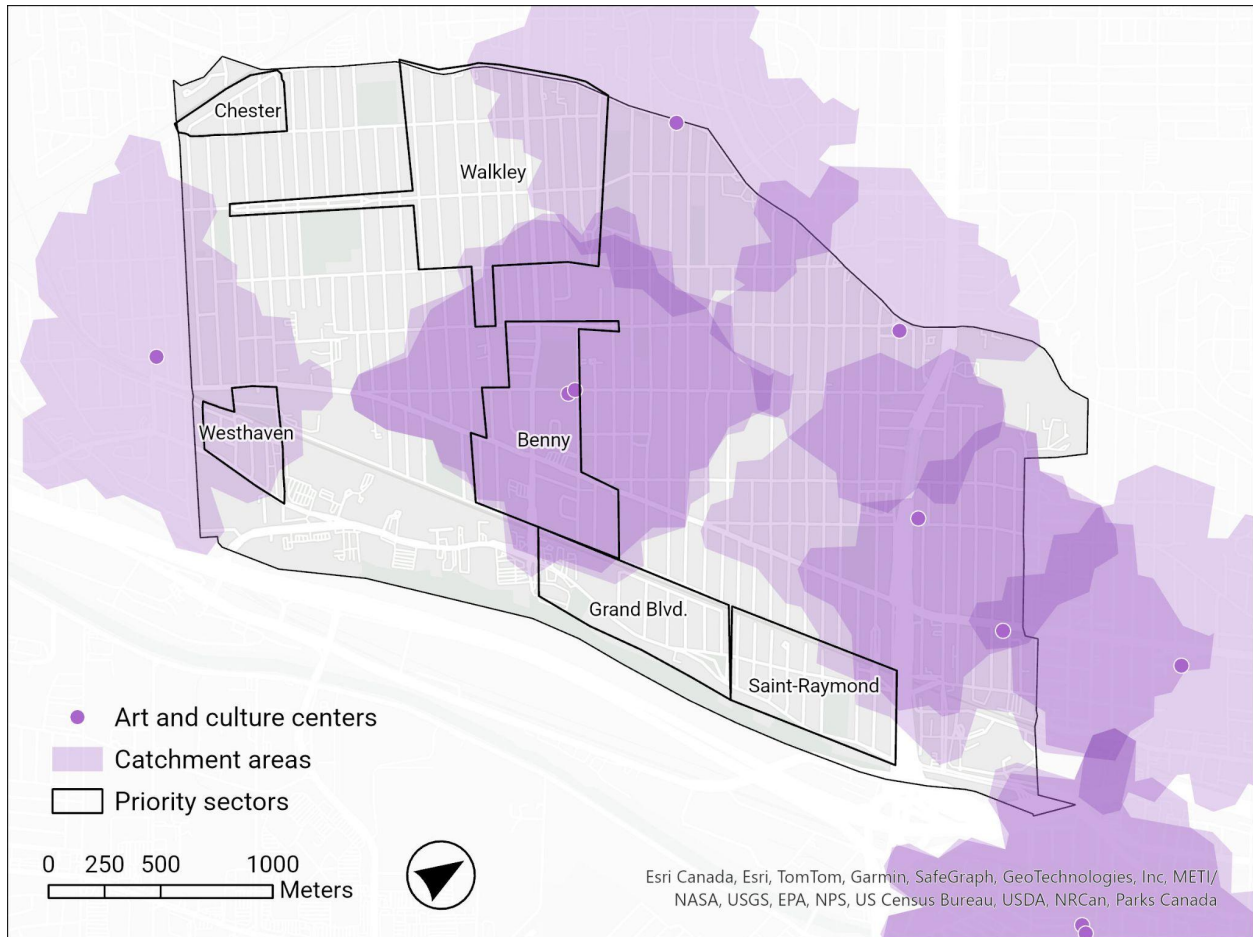 Chester
Walkley
Westhaven
Benny
Grand Blvd.
Saint-Raymond
Art and culture centers
Catchment areas
Priority sectors
0 250 500 1000
Meters
Esri Canada, Esri, TomTom, Garmin, SafeGraph, GeoTechnologies, Inc, METI/
NASA, USGS, EPA, NPS, US Census Bureau, USDA, NRCan, Parks Canada